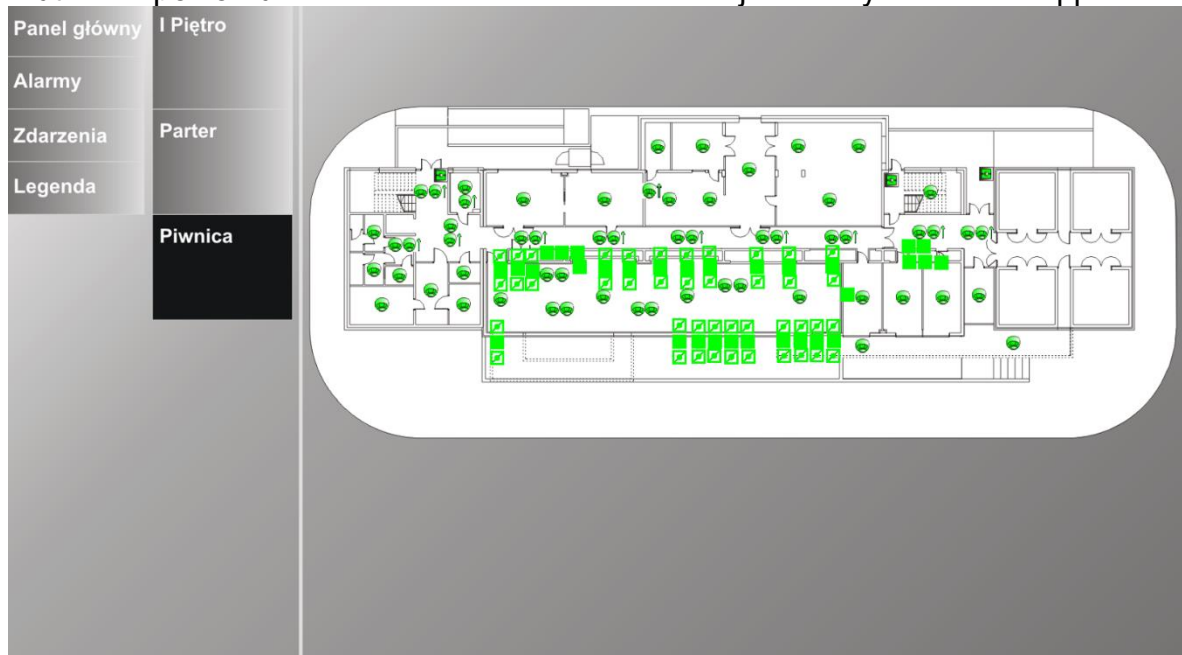 Panel główny
Alarmy
Zdarzenia
Legenda
I Piętro
Parter
Piwnica